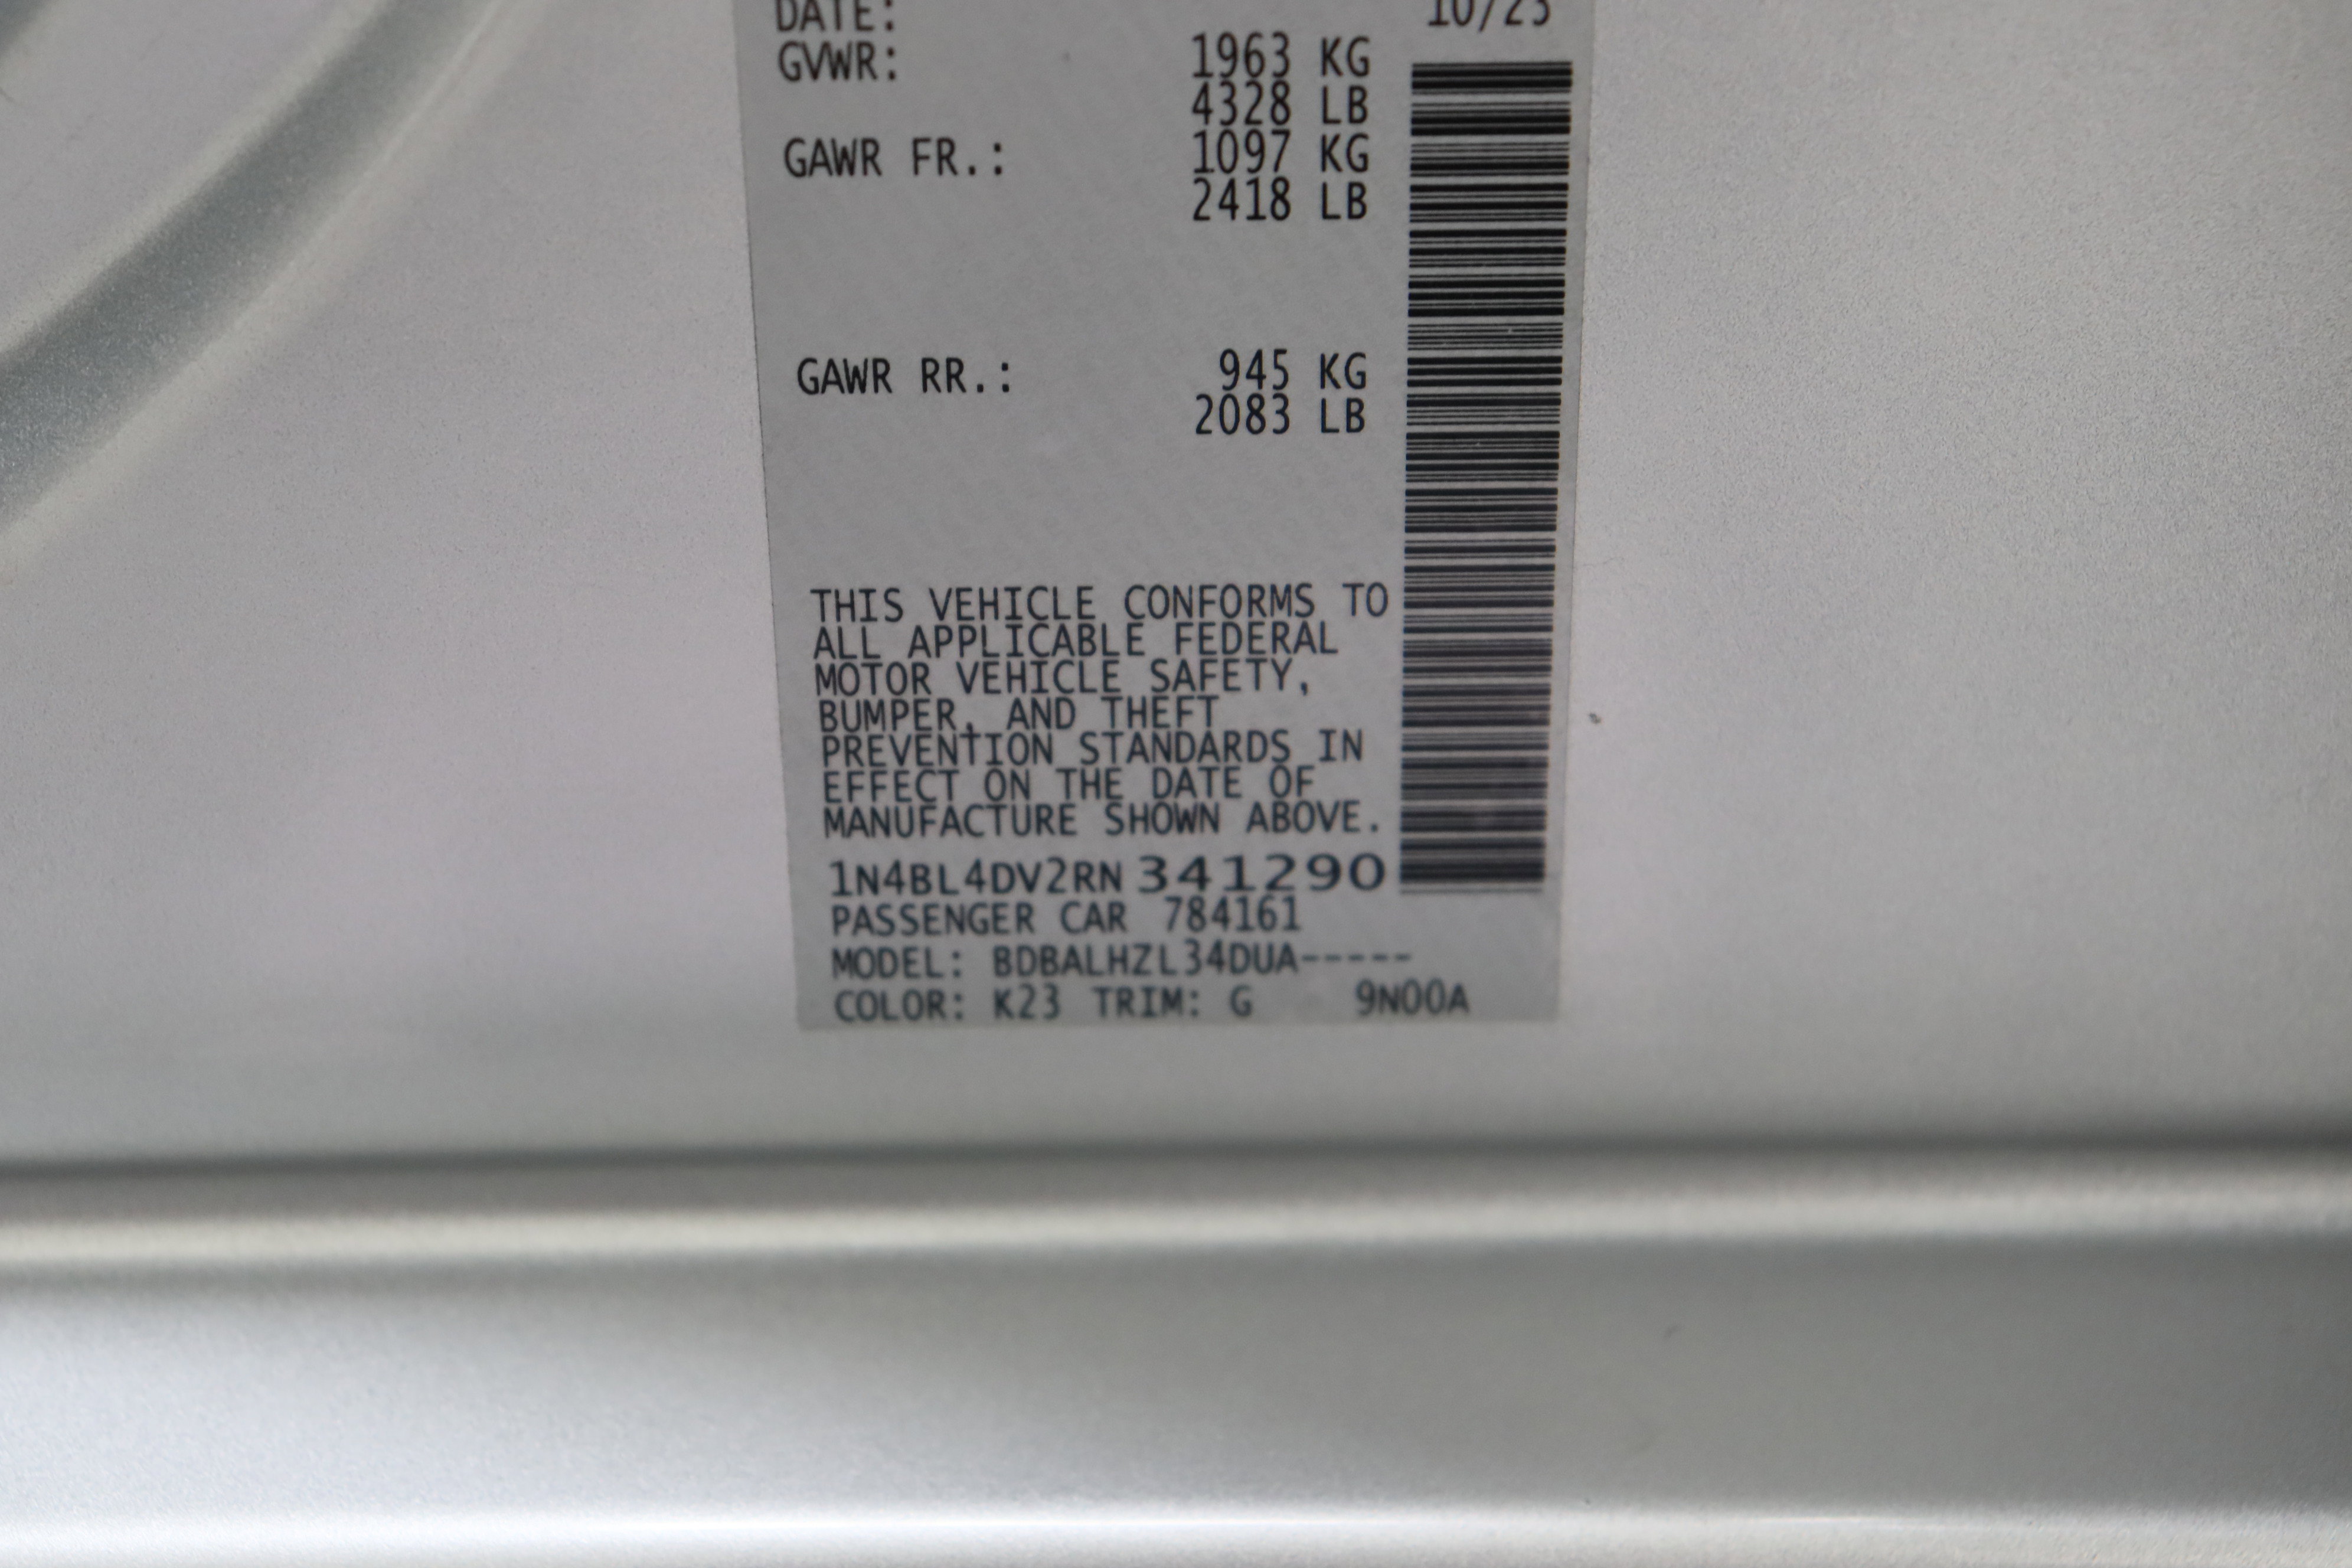 DATE: 10/23
GVWR: 1963 KG
4328 LB
GAWR FR.: 1097 KG
2418 LB
GAWR RR.: 945 KG
2083 LB
THIS VEHICLE CONFORMS TO
ALL APPLICABLE FEDERAL
MOTOR VEHICLE SAFETY,
BUMPER, AND THEFT
PREVENTION STANDARDS IN
EFFECT ON THE DATE OF
MANUFACTURE SHOWN ABOVE.
1N4BL4DV2RN341290
PASSENGER CAR 784161
MODEL: BDBALHZL34DUA-----
COLOR: K23 TRIM: G 9N00A